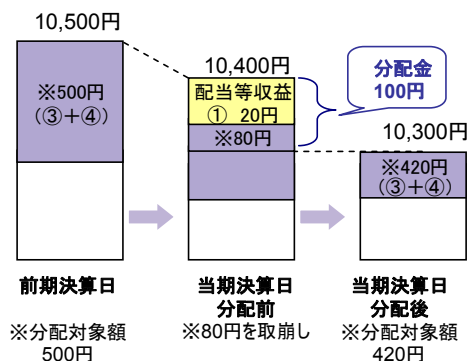 10,500円
※500円
(③+④)
10,400円
配当等収益
① 20円
※80円
分配金
100円
10,300円
※420円
(③+④)
前期決算日
※分配対象額
500円
当期決算日
分配前
※80円を取崩し
当期決算日
分配後
※分配対象額
420円